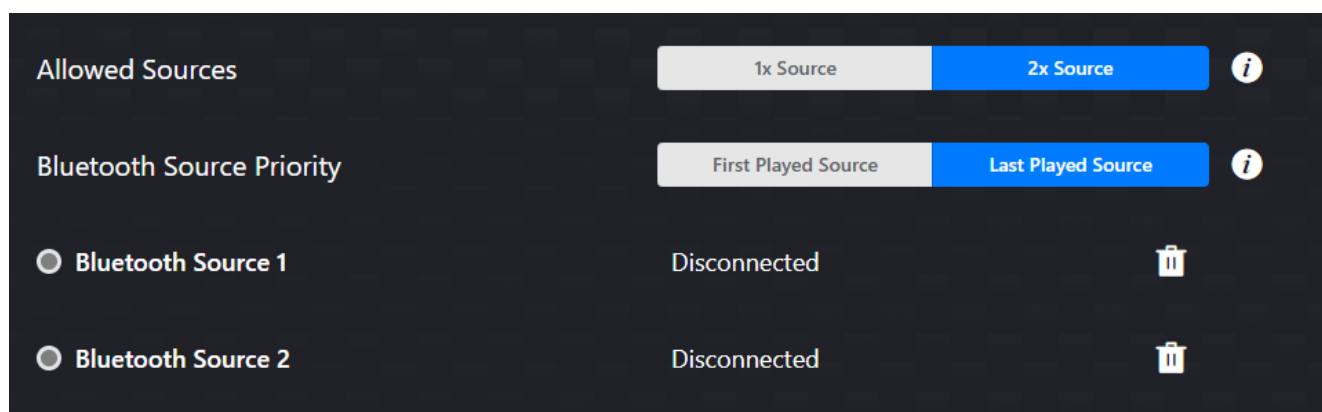 Allowed Sources 1x Source 2x Source i
Bluetooth Source Priority First Played Source Last Played Source i
Bluetooth Source 1 Disconnected
Bluetooth Source 2 Disconnected